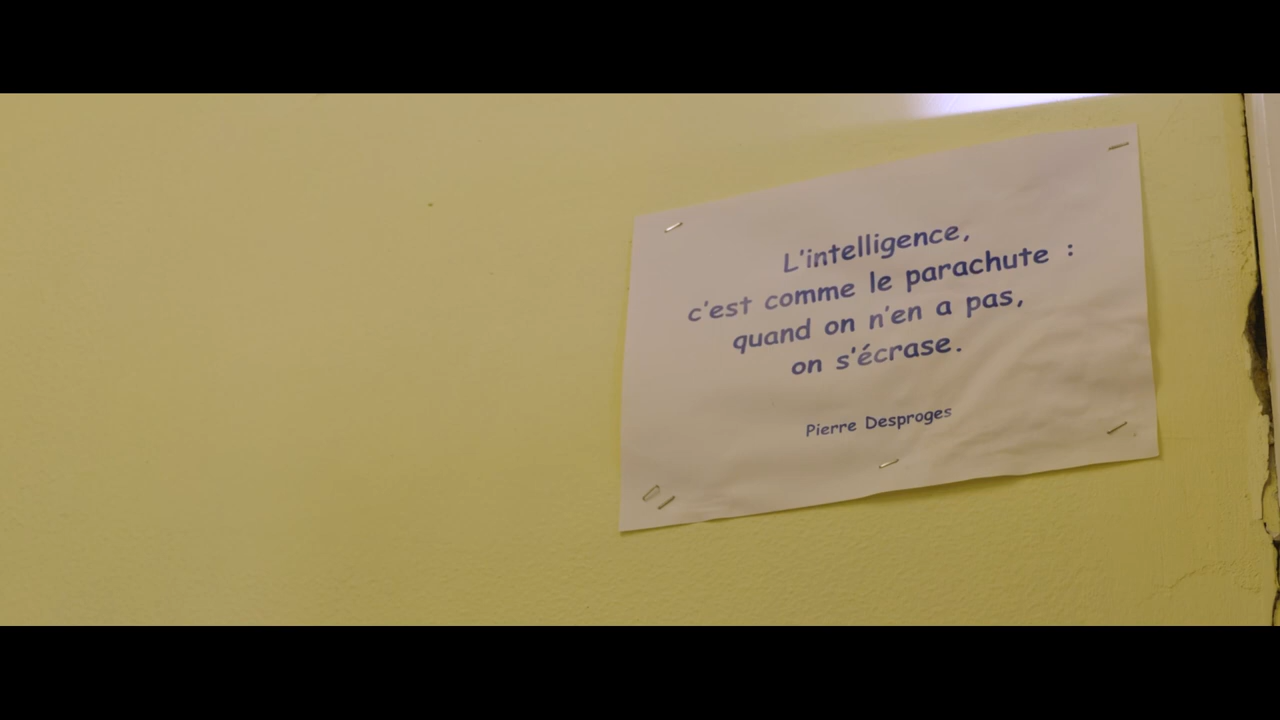 L'intelligence,
c'est comme le parachute :
quand on n'en a pas,
on s'écrase.
Pierre Desproges